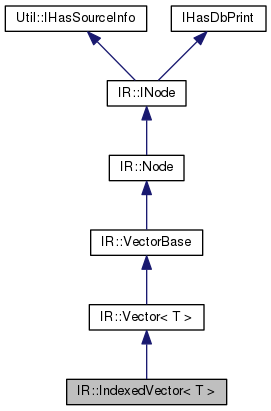 Util::IHasSourceInfo
IHasDbPrint
IR::INode
IR::Node
IR::VectorBase
IR::Vector< T >
IR::IndexedVector< T >